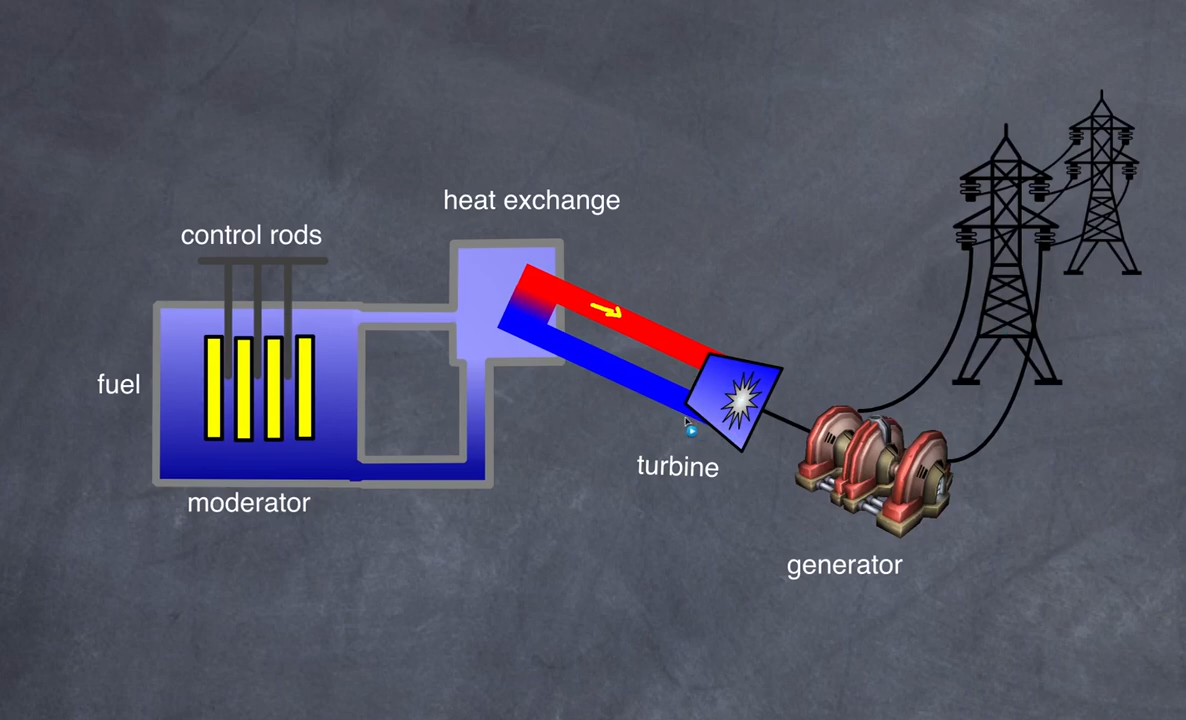 heat exchange
control rods
fuel
turbine
moderator
generator